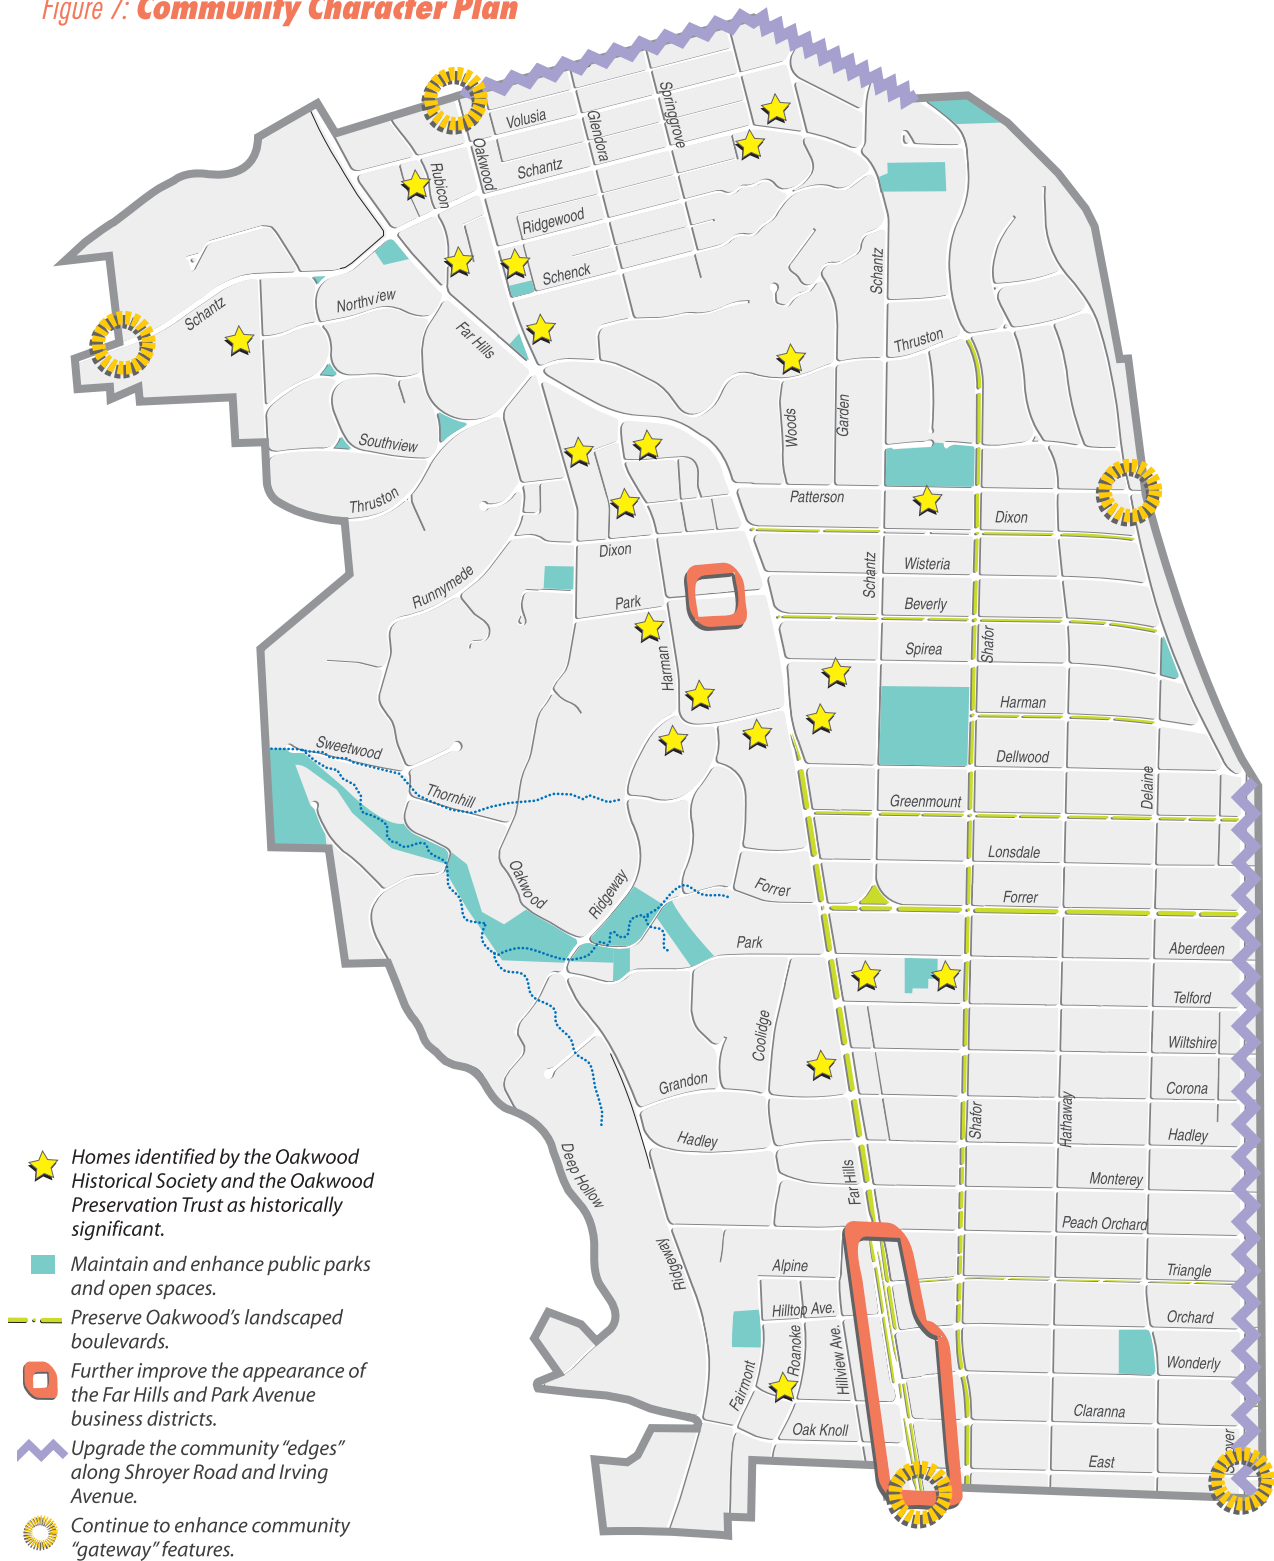 Figure 7: Community Character Plan
Volusia
Glendora
Springgrove
Oakwood
Rubicon
Schantz
Ridgewood
Schenck
Schantz
Northview
Far Hills
Schantz
Thruston
Woods
Garden
Southview
Thruston
Patterson
Dixon
Dixon
Wisteria
Schantz
Runnymede
Park
Beverly
Harman
Spirea
Shafor
Harman
Sweetwood
Dellwood
Thornhill
Greenmount
Delaine
Lonsdale
Oakwood
Ridgeway
Forrer
Forrer
Park
Aberdeen
Telford
Coolidge
Wiltshire
Grandon
Corona
Shafor
Hathaway
Hadley
Hadley
Deep Hollow
Far Hills
Monterey
Peach Orchard
Ridgeway
Alpine
Triangle
Hilltop Ave.
Orchard
Roanoke
Hillview Ave.
Wonderly
Fairmont
Claranna
Oak Knoll
East
Homes identified by the Oakwood
Historical Society and the Oakwood
Preservation Trust as historically
significant.
Maintain and enhance public parks
and open spaces.
Preserve Oakwood's landscaped
boulevards.
Further improve the appearance of
the Far Hills and Park Avenue
business districts.
Upgrade the community “edges”
along Shroyer Road and Irving
Avenue.
Continue to enhance community
“gateway” features.